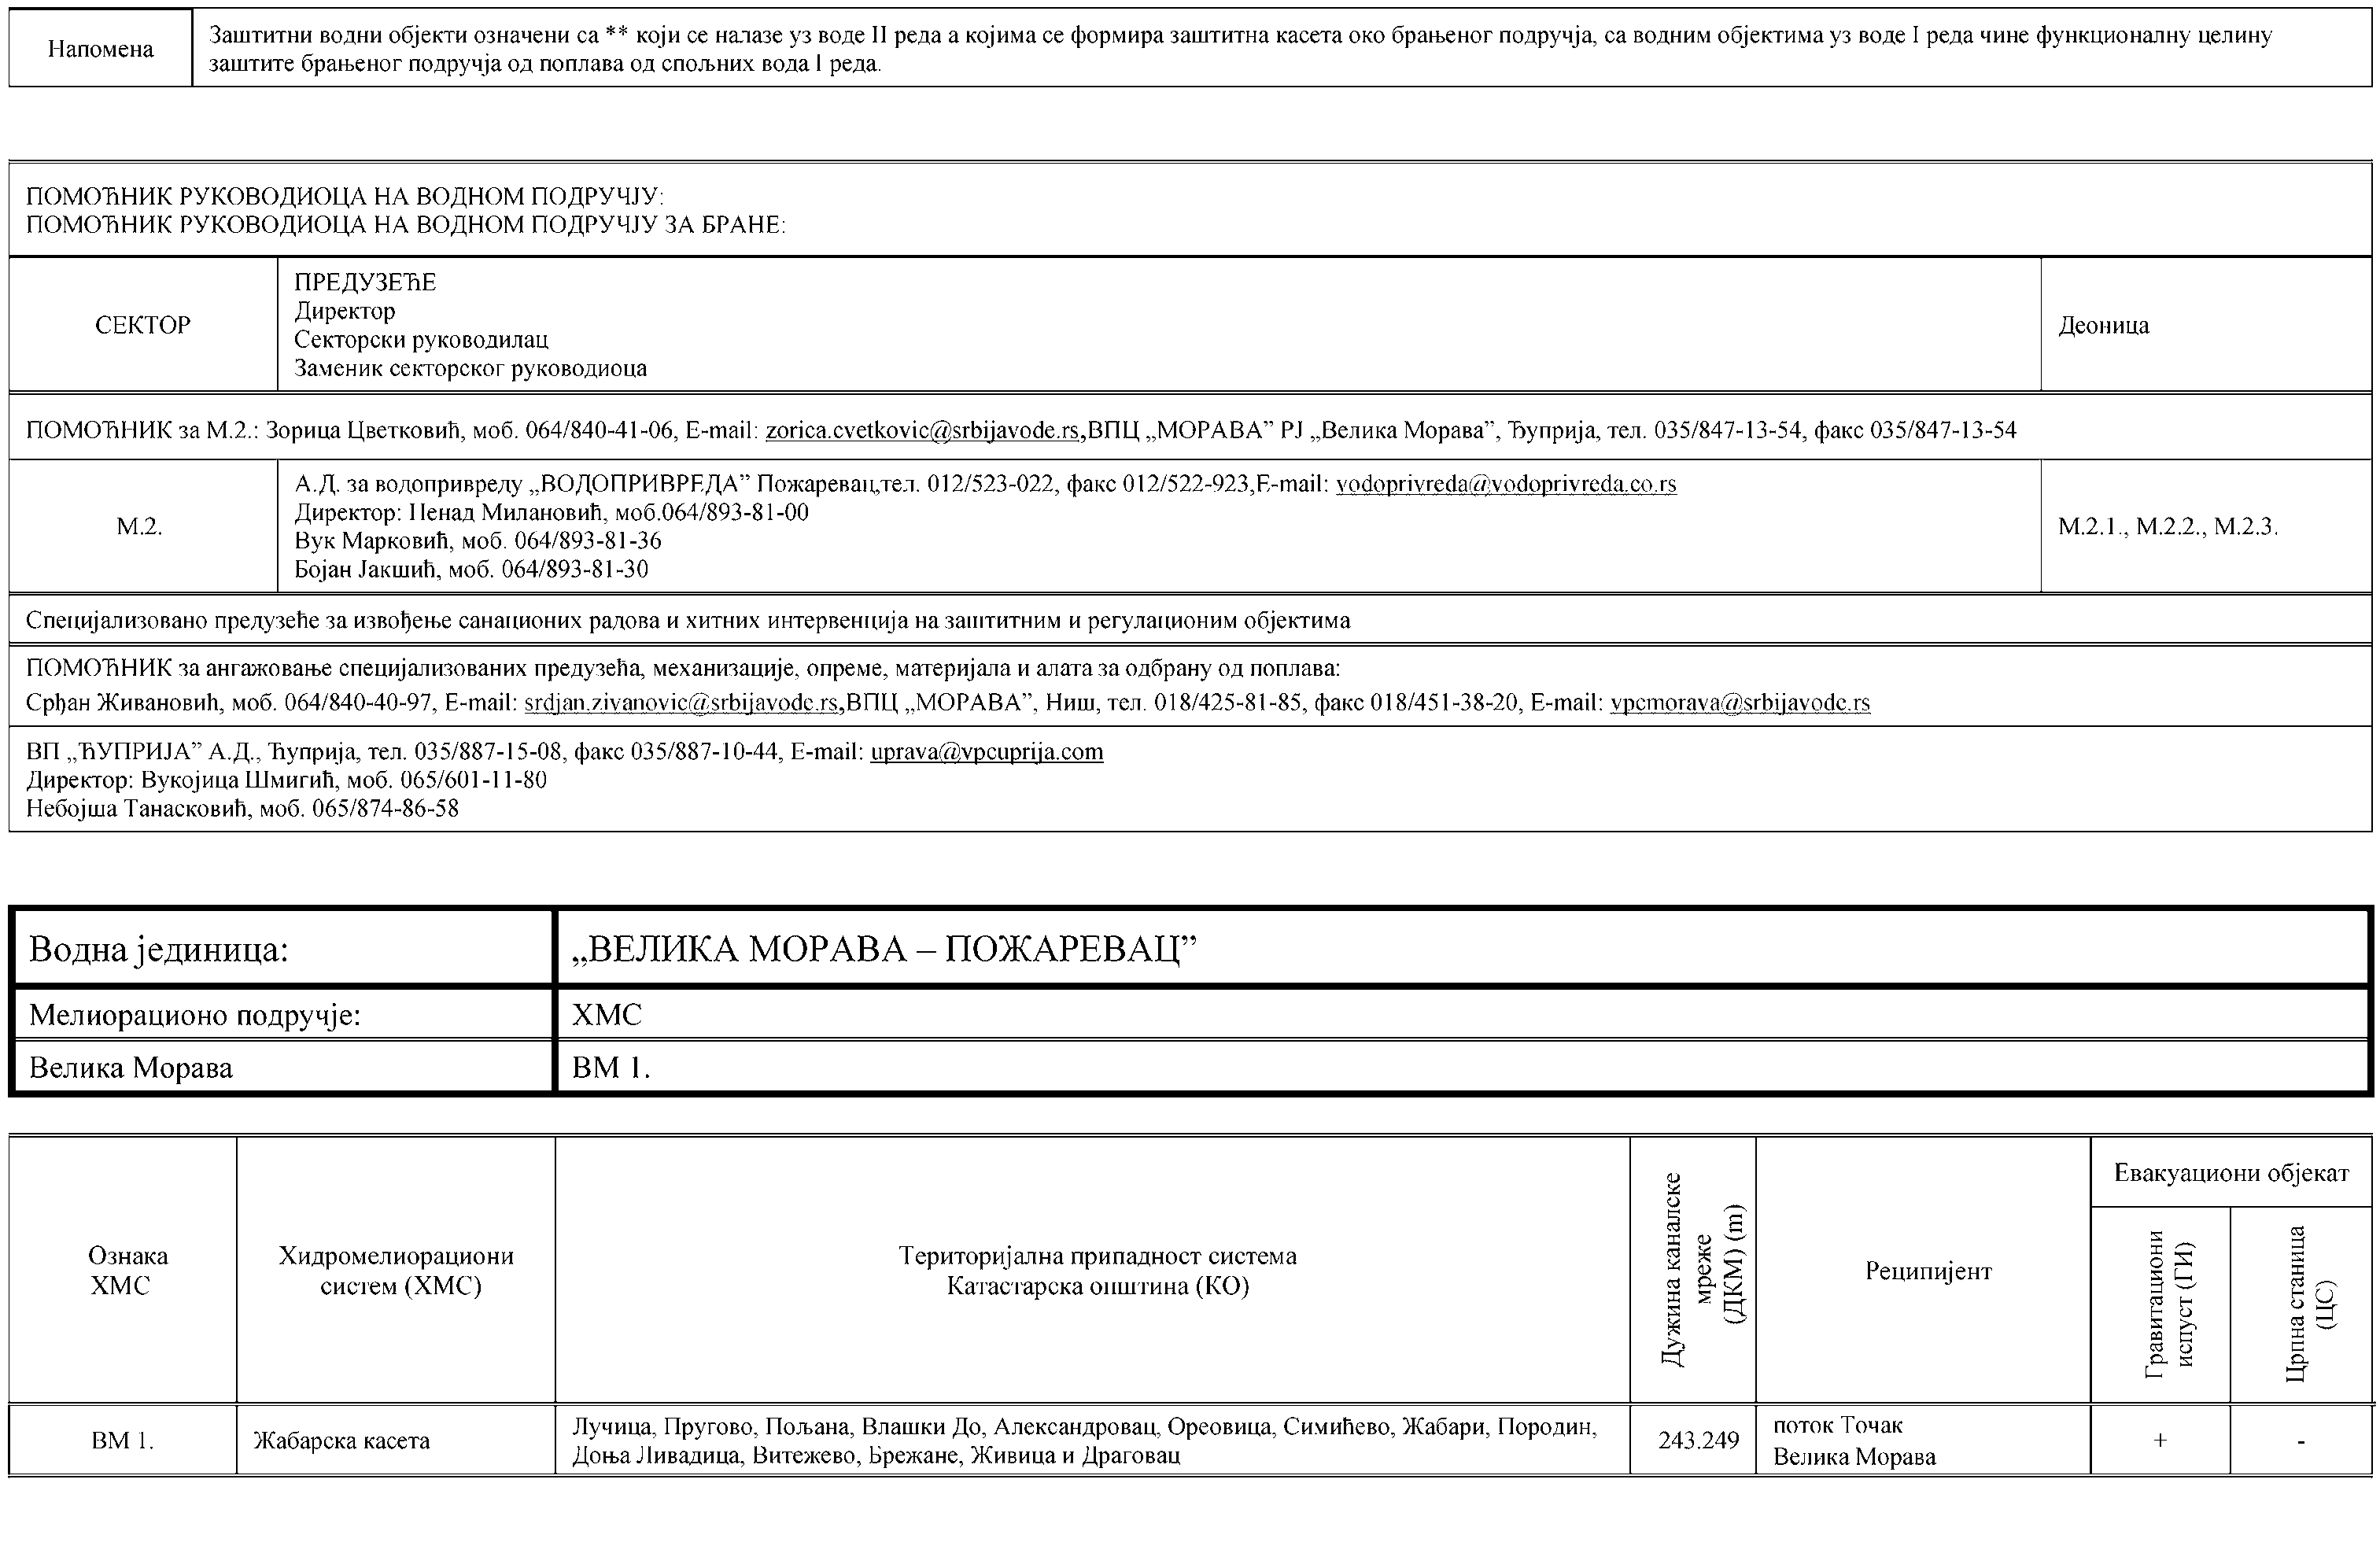 Напомена
Заштитни водни објекти означени са ** који се налазе уз воде II реда а којима се формира заштитна касета око брањеног подручја, са водним објектима уз воде I реда чине функционалну целину
заштите брањеног подручја од поплава од спољних вода I реда.
ПОМОЋНИК РУКОВОДИОЦА НА ВОДНОМ ПОДРУЧЈУ:
ПОМОЋНИК РУКОВОДИОЦА НА ВОДНОМ ПОДРУЧЈУ ЗА БРАНЕ:
СЕКТОР
ПРЕДУЗЕЋЕ
Директор
Секторски руководилац
Заменик секторског руководиоца
Деоница
ПОМОЋНИК за М.2.: Зорица Цветковић, моб. 064/840-41-06, E-mail: zorica.cvetkovic@srbijavode.rs,ВПЦ „МОРАВА” РЈ „Велика Морава”, Ћуприја, тел. 035/847-13-54, факс 035/847-13-54
М.2.
А.Д. за водопривреду „ВОДОПРИВРЕДА” Пожаревац,тел. 012/523-022, факс 012/522-923,E-mail: vodoprivreda@vodoprivreda.co.rs
Директор: Ненад Милановић, моб.064/893-81-00
Вук Марковић, моб. 064/893-81-36
Бојан Јакшић, моб. 064/893-81-30
М.2.1., М.2.2., М.2.3.
Специјализовано предузеће за извођење санационих радова и хитних интервенција на заштитним и регулационим објектима
ПОМОЋНИК за ангажовање специјализованих предузећа, механизације, опреме, материјала и алата за одбрану од поплава:
Срђан Живановић, моб. 064/840-40-97, E-mail: srdjan.zivanovic@srbijavode.rs,ВПЦ „МОРАВА”, Ниш, тел. 018/425-81-85, факс 018/451-38-20, E-mail: vpcmorava@srbijavode.rs
ВП „ЋУПРИЈА” А.Д., Ћуприја, тел. 035/887-15-08, факс 035/887-10-44, E-mail: uprava@vpcuprija.com
Директор: Вукојица Шмигић, моб. 065/601-11-80
Небојша Танасковић, моб. 065/874-86-58
Водна јединица:
„ВЕЛИКА МОРАВА – ПОЖАРЕВАЦ”
Мелиорационо подручје:
ХМС
Велика Морава
ВМ 1.
Ознака
ХМС
Хидромелиорациони
систем (ХМС)
Територијална припадност система
Катастарска општина (КО)
Дужина каналске
мреже
(ДКМ) (m)
Реципијент
Евакуациони објекат
Гравитациони
испуст (ГИ)
Црпна станица
(ЦС)
ВМ 1.
Жабарска касета
Лучица, Пругово, Пољана, Влашки До, Александровац, Ореовица, Симићево, Жабари, Породин,
Доња Ливадица, Витежево, Брежане, Живица и Драговац
243.249
поток Точак
Велика Морава
+
-